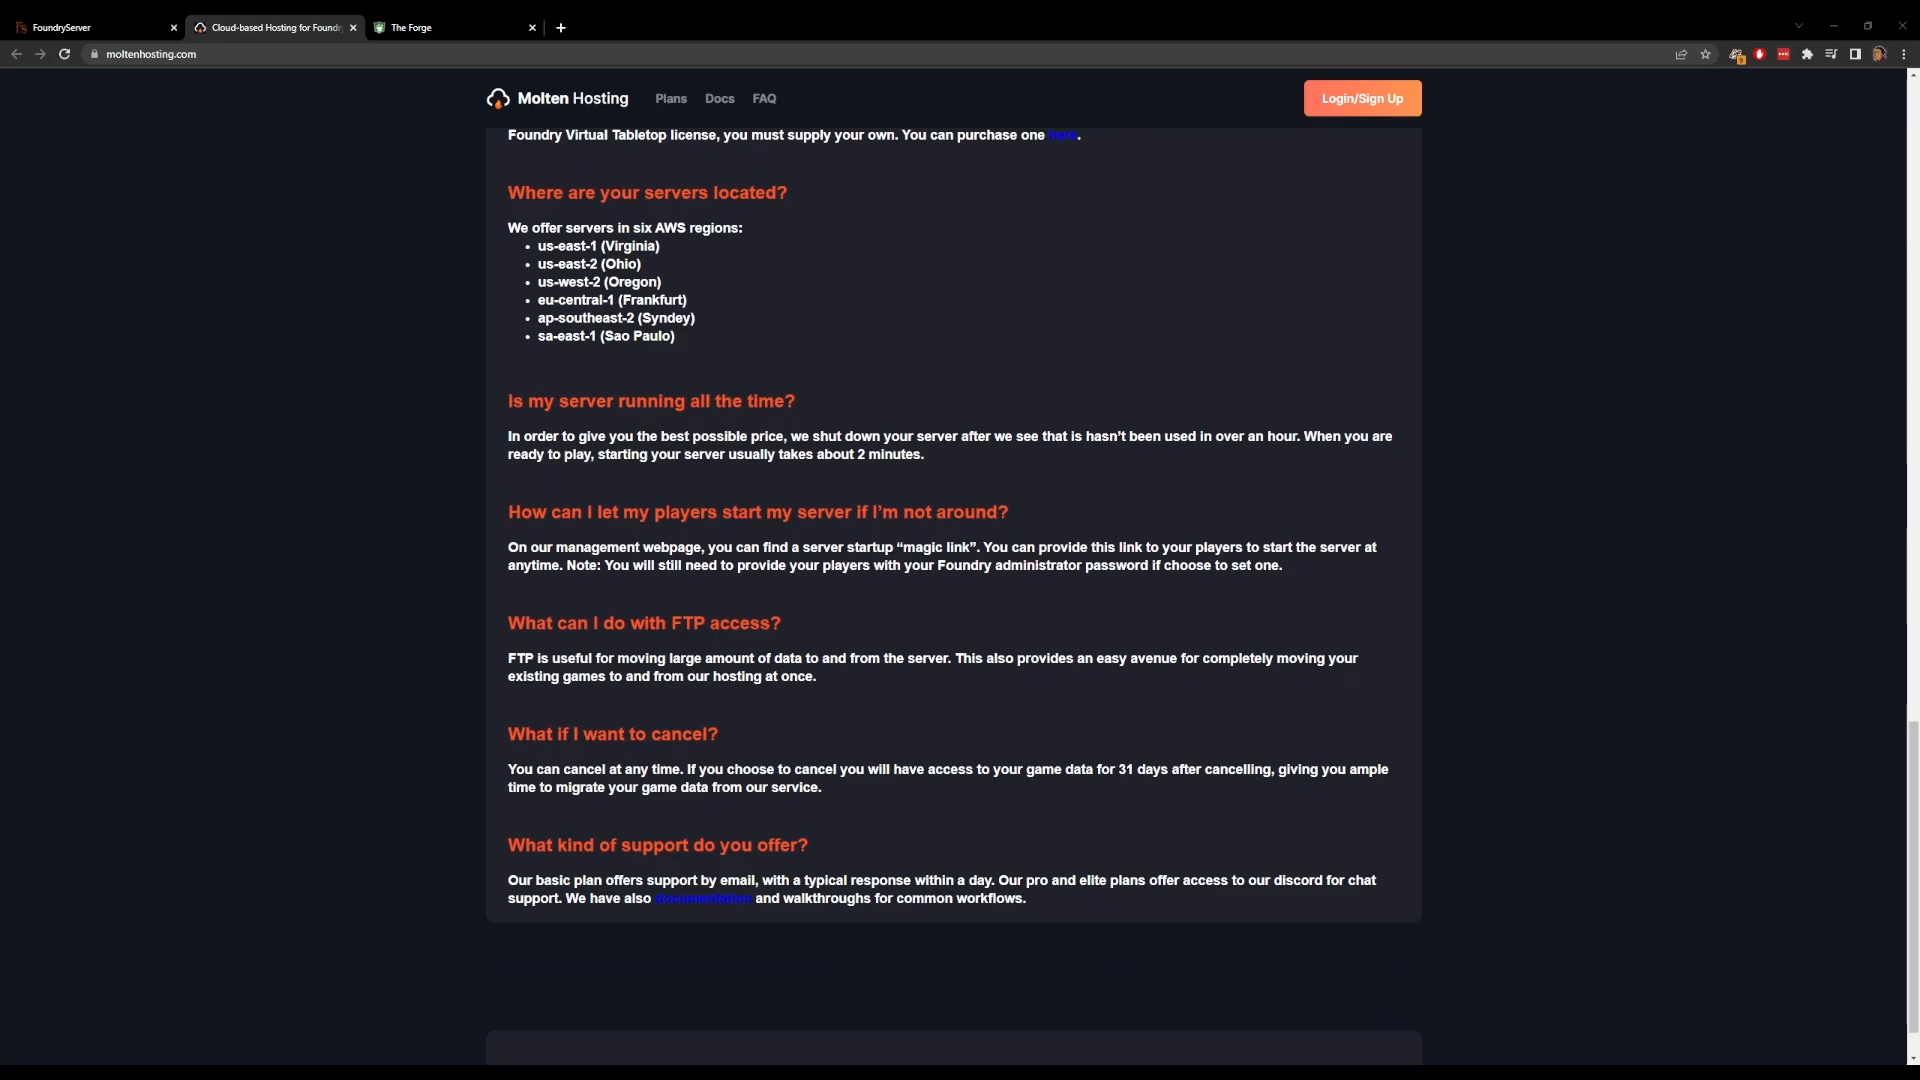 FoundryServer
Cloud-based Hosting for Foundr
The Forge
moltenhosting.com
Molten Hosting
Plans
Docs
FAQ
Login/Sign Up
Foundry Virtual Tabletop license, you must supply your own. You can purchase one here.
Where are your servers located?
We offer servers in six AWS regions:
• us-east-1 (Virginia)
• us-east-2 (Ohio)
• us-west-2 (Oregon)
• eu-central-1 (Frankfurt)
• ap-southeast-2 (Syndey)
• sa-east-1 (Sao Paulo)
Is my server running all the time?
In order to give you the best possible price, we shut down your server after we see that is hasn’t been used in over an hour. When you are
ready to play, starting your server usually takes about 2 minutes.
How can I let my players start my server if I’m not around?
On our management webpage, you can find a server startup “magic link”. You can provide this link to your players to start the server at
anytime. Note: You will still need to provide your players with your Foundry administrator password if choose to set one.
What can I do with FTP access?
FTP is useful for moving large amount of data to and from the server. This also provides an easy avenue for completely moving your
existing games to and from our hosting at once.
What if I want to cancel?
You can cancel at any time. If you choose to cancel you will have access to your game data for 31 days after cancelling, giving you ample
time to migrate your game data from our service.
What kind of support do you offer?
Our basic plan offers support by email, with a typical response within a day. Our pro and elite plans offer access to our discord for chat
support. We have also documentation and walkthroughs for common workflows.